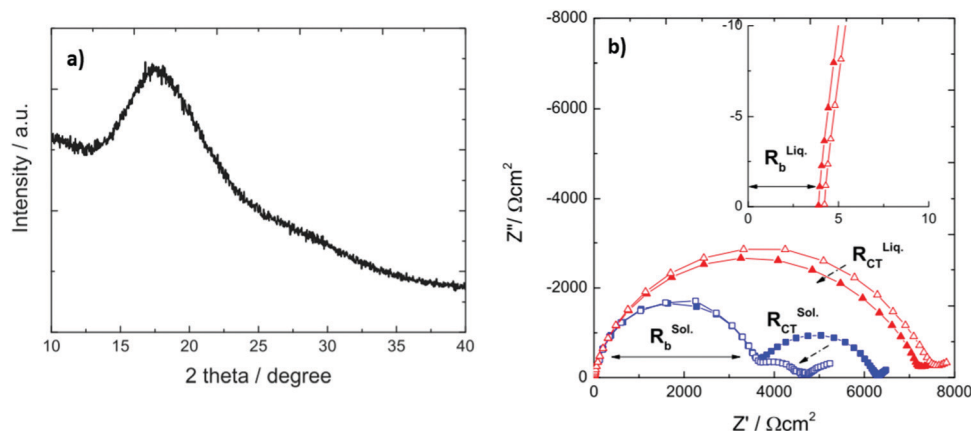 a)
Intensity / a.u.
10 15 20 25 30 35 40
2 theta / degree
b)
-8000
-6000
-4000
-2000
0
Z''/ Ωcm²
0 2000 4000 6000 8000
Z' / Ωcm²
-10
-5
0
0 5 10
R_b^Liq.
R_CT^Liq.
R_CT^Sol.
R_b^Sol.